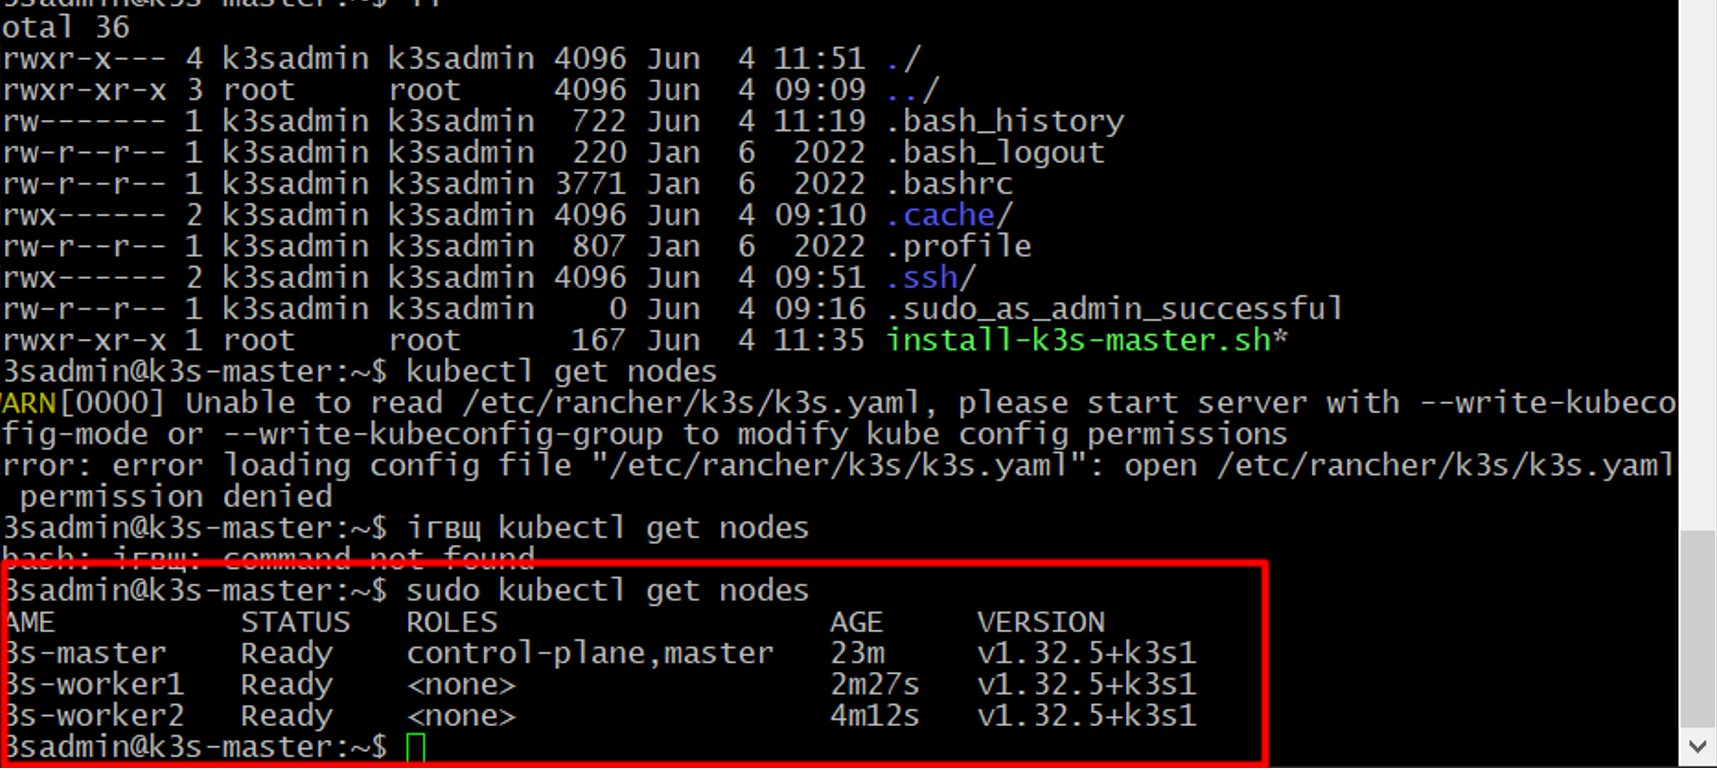 3sadmin@k3s-master:~$ ll
otal 36
rwxr-x--- 4 k3sadmin k3sadmin 4096 Jun  4 11:51 ./
rwxr-xr-x 3 root     root     4096 Jun  4 09:09 ../
rw------- 1 k3sadmin k3sadmin  722 Jun  4 11:19 .bash_history
rw-r--r-- 1 k3sadmin k3sadmin  220 Jan  6  2022 .bash_logout
rw-r--r-- 1 k3sadmin k3sadmin 3771 Jan  6  2022 .bashrc
rwx------ 2 k3sadmin k3sadmin 4096 Jun  4 09:10 .cache/
rw-r--r-- 1 k3sadmin k3sadmin  807 Jan  6  2022 .profile
rwx------ 2 k3sadmin k3sadmin 4096 Jun  4 09:51 .ssh/
rw-r--r-- 1 k3sadmin k3sadmin    0 Jun  4 09:16 .sudo_as_admin_successful
rwxr-xr-x 1 root     root      167 Jun  4 11:35 install-k3s-master.sh*
3sadmin@k3s-master:~$ kubectl get nodes
ARN[0000] Unable to read /etc/rancher/k3s/k3s.yaml, please start server with --write-kubeco
fig-mode or --write-kubeconfig-group to modify kube config permissions
rror: error loading config file "/etc/rancher/k3s/k3s.yaml": open /etc/rancher/k3s/k3s.yaml
permission denied
3sadmin@k3s-master:~$ ігвщ kubectl get nodes
bash: ігвщ: command not found
3sadmin@k3s-master:~$ sudo kubectl get nodes
AME          STATUS   ROLES                  AGE     VERSION
3s-master    Ready    control-plane,master   23m     v1.32.5+k3s1
3s-worker1   Ready    <none>                 2m27s   v1.32.5+k3s1
3s-worker2   Ready    <none>                 4m12s   v1.32.5+k3s1
3sadmin@k3s-master:~$